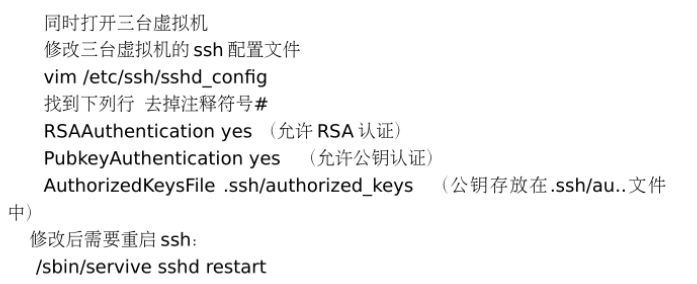 同时打开三台虚拟机
修改三台虚拟机的 ssh 配置文件
vim /etc/ssh/sshd_config
找到下列行 去掉注释符号#
RSAAuthentication yes （允许 RSA 认证）
PubkeyAuthentication yes （允许公钥认证）
AuthorizedKeysFile .ssh/authorized_keys （公钥存放在.ssh/au..文件
中）
修改后需要重启 ssh:
/sbin/servive sshd restart